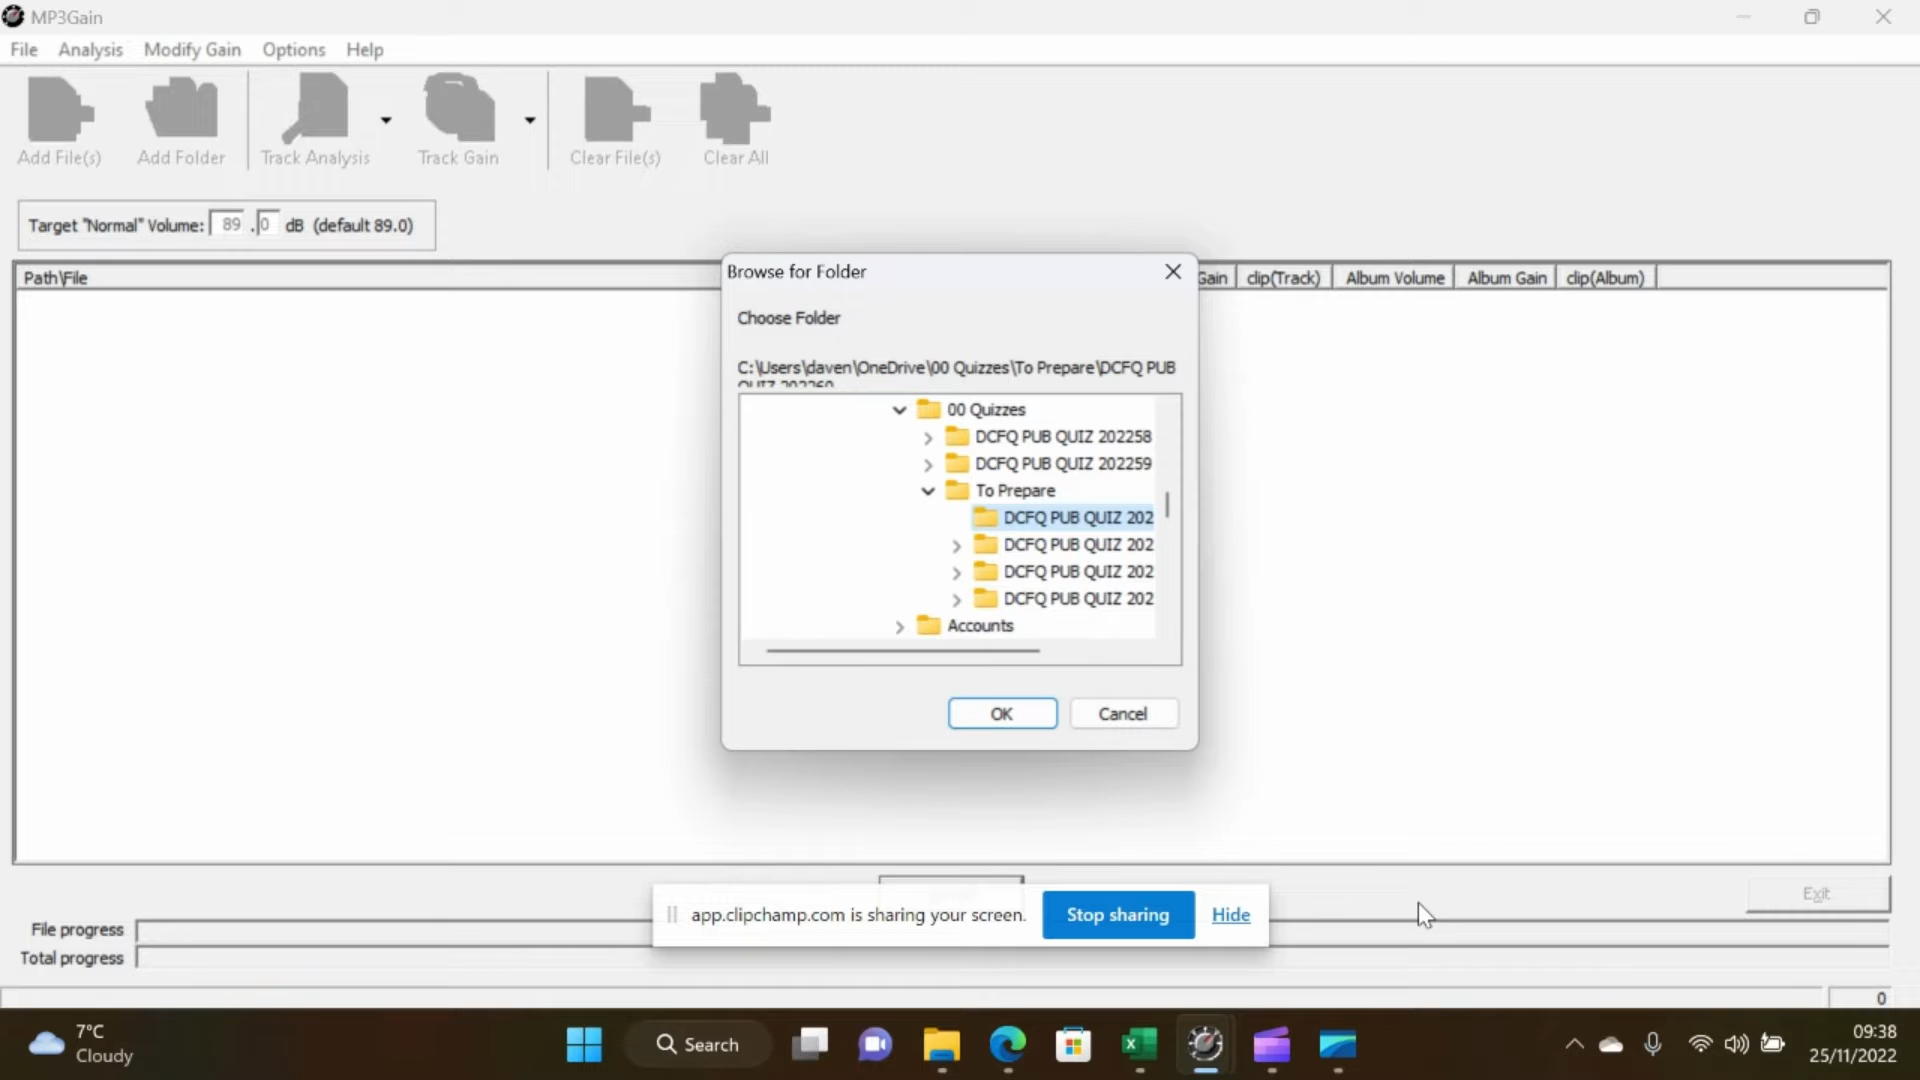 MP3Gain
File Analysis Modify Gain Options Help
Add File(s) Add Folder Track Analysis Track Gain Clear File(s) Clear All
Target "Normal" Volume: 89 . 0 dB (default 89.0)
Path\File Gain clip(Track) Album Volume Album Gain clip(Album)
Browse for Folder
Choose Folder
C:\Users\daven\OneDrive\00 Quizzes\To Prepare\DCFQ PUB
QUIZ 202260
00 Quizzes
DCFQ PUB QUIZ 202258
DCFQ PUB QUIZ 202259
To Prepare
DCFQ PUB QUIZ 202
DCFQ PUB QUIZ 202
DCFQ PUB QUIZ 202
DCFQ PUB QUIZ 202
Accounts
OK Cancel
Exit
app.clipchamp.com is sharing your screen. Stop sharing Hide
File progress
Total progress
0
7°C
Cloudy
Search
09:38
25/11/2022